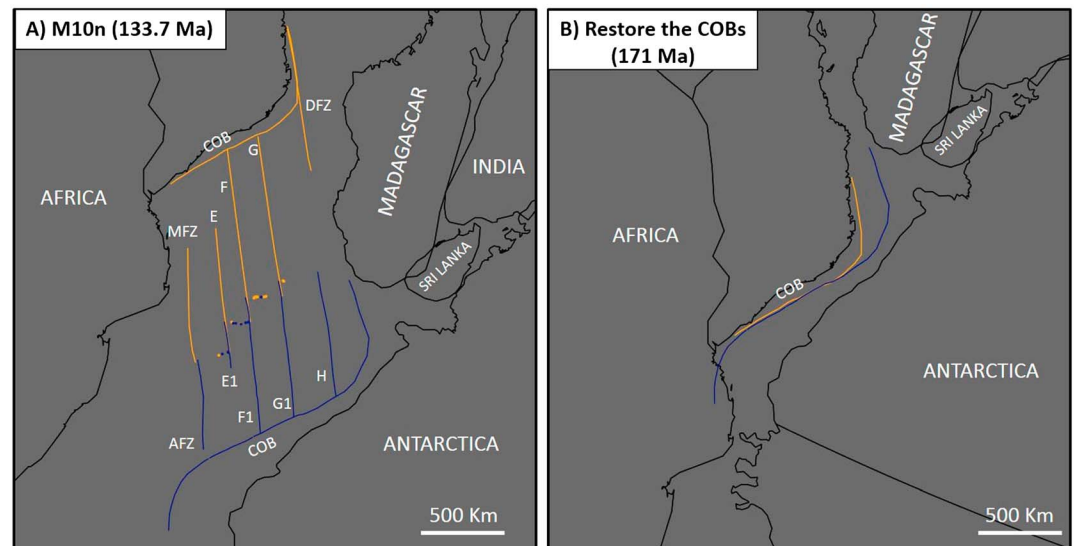 A) M10n (133.7 Ma)
DFZ
COB
G
MADAGASCAR
INDIA
F
AFRICA
E
MFZ
SRI LANKA
E1
H
G1
F1
AFZ
COB
ANTARCTICA
500 Km
B) Restore the COBs
(171 Ma)
MADAGASCAR
SRI LANKA
AFRICA
COB
ANTARCTICA
500 Km